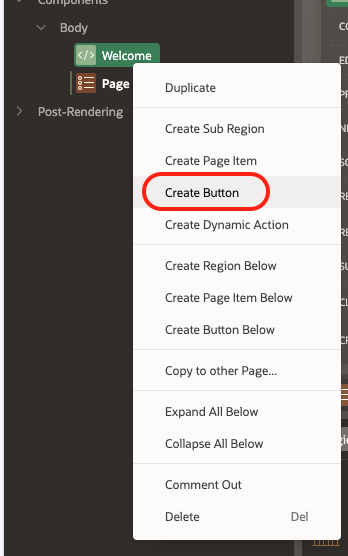 Components
Body
</> Welcome
Page
Post-Rendering
Duplicate
Create Sub Region
Create Page Item
Create Button
Create Dynamic Action
Create Region Below
Create Page Item Below
Create Button Below
Copy to other Page...
Expand All Below
Collapse All Below
Comment Out
Delete Del